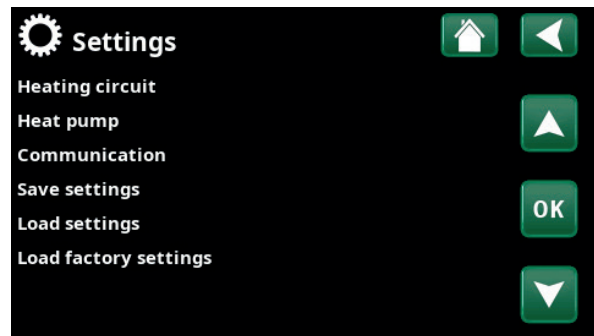 Settings
Heating circuit
Heat pump
Communication
Save settings
OK
Load settings
Load factory settings